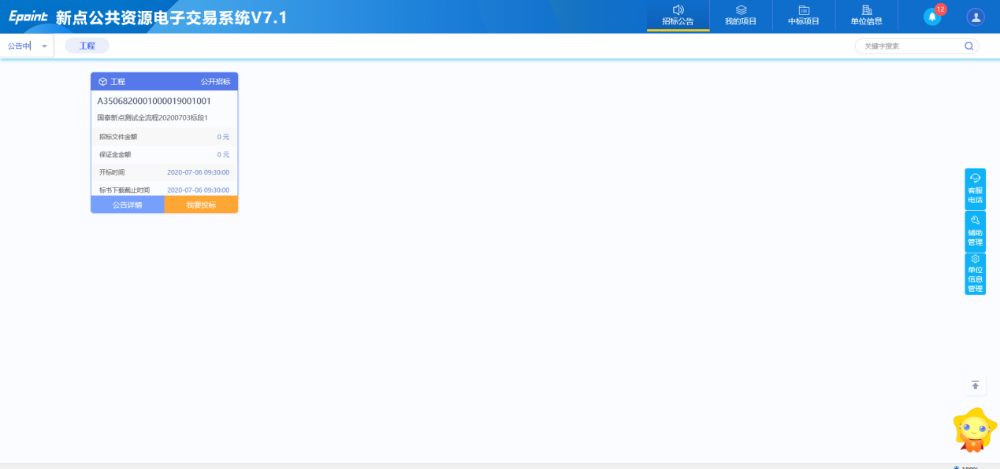 Epoint 新点公共资源电子交易系统V7.1
招标公告
我的项目
中标项目
单位信息
12
公告中
工程
关键字搜索
工程
公开招标
A3506820001000019001001
国泰新点测试全流程20200703标段1
招标文件金额
0 元
保证金金额
0 元
开标时间
2020-07-06 09:30:00
标书下载截止时间
2020-07-06 09:30:00
公告详情
我要投标
客服
电话
辅助
管理
单位
信息
管理